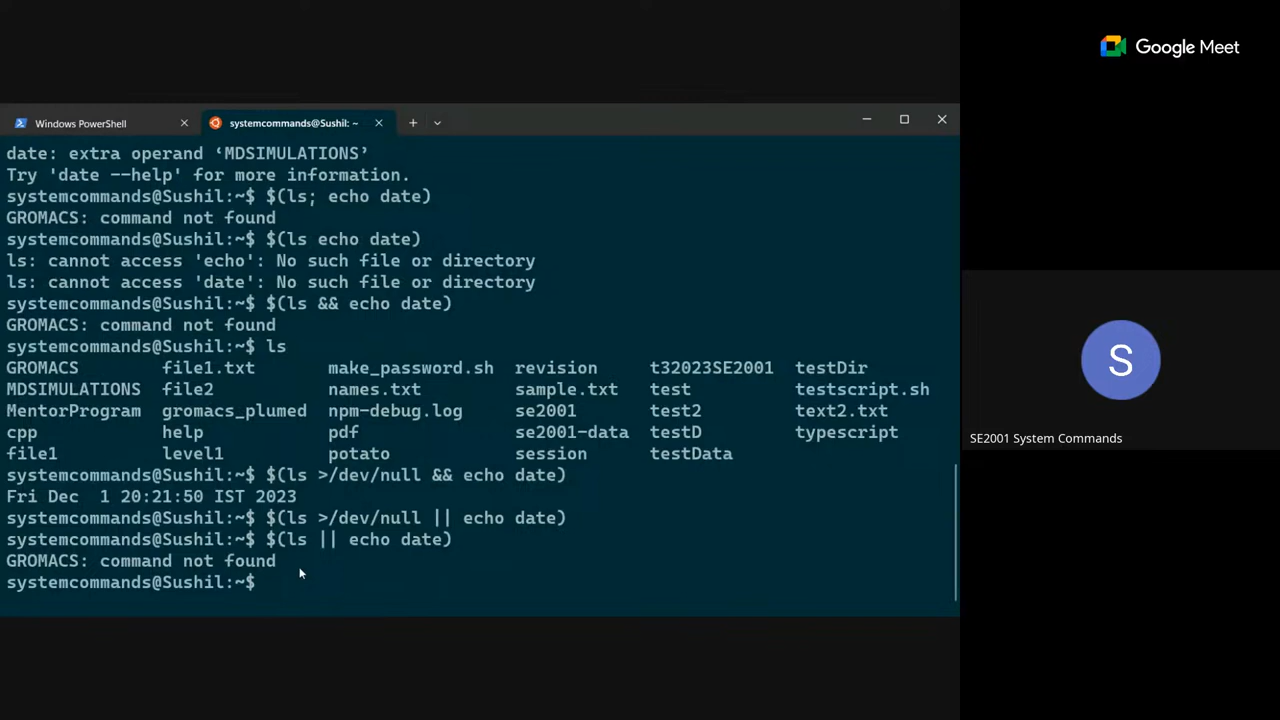 Google Meet
Windows PowerShell
systemcommands@Sushil: ~
date: extra operand ‘MDSIMULATIONS’
Try 'date --help' for more information.
systemcommands@Sushil:~$ $(ls; echo date)
GROMACS: command not found
systemcommands@Sushil:~$ $(ls echo date)
ls: cannot access 'echo': No such file or directory
ls: cannot access 'date': No such file or directory
systemcommands@Sushil:~$ $(ls && echo date)
GROMACS: command not found
systemcommands@Sushil:~$ ls
GROMACS file1.txt make_password.sh revision t32023SE2001 testDir
MDSIMULATIONS file2 names.txt sample.txt test testscript.sh
MentorProgram gromacs_plumed npm-debug.log se2001 test2 text2.txt
cpp help pdf se2001-data testD typescript
file1 level1 potato session testData
systemcommands@Sushil:~$ $(ls >/dev/null && echo date)
Fri Dec  1 20:21:50 IST 2023
systemcommands@Sushil:~$ $(ls >/dev/null || echo date)
systemcommands@Sushil:~$ $(ls || echo date)
GROMACS: command not found
systemcommands@Sushil:~$
S
SE2001 System Commands